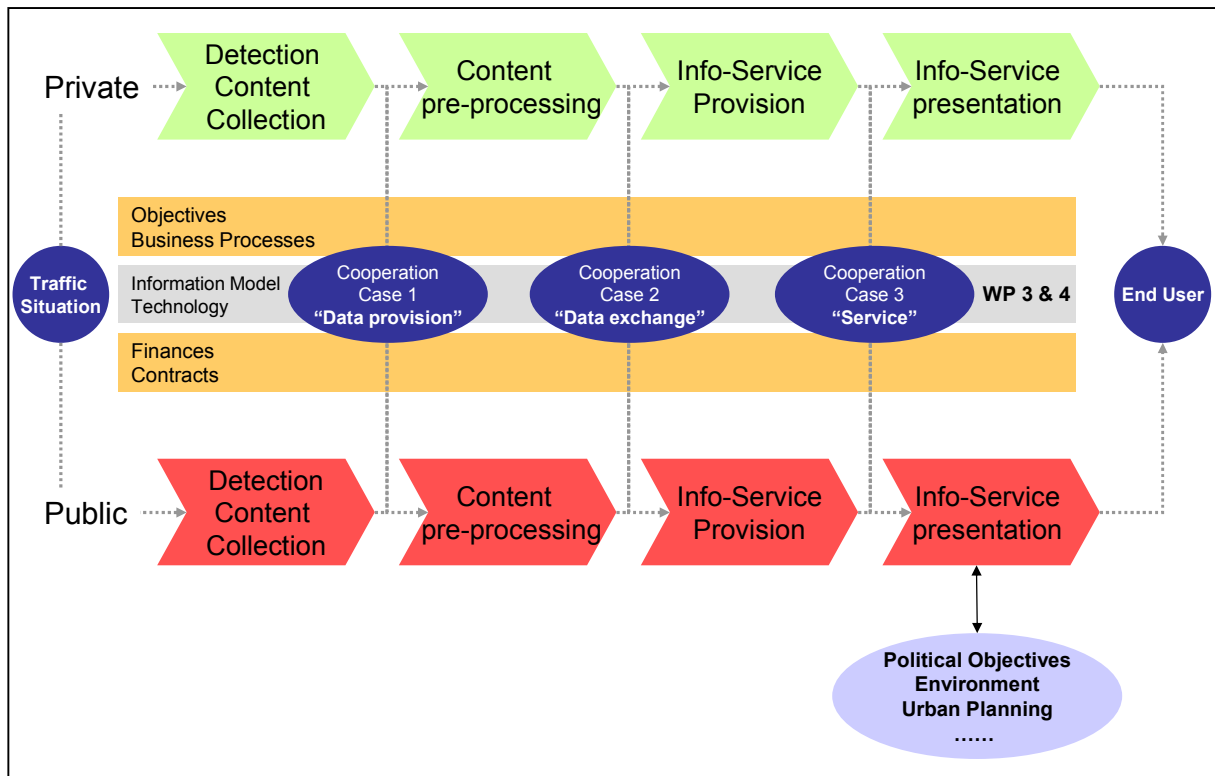 Private
Detection
Content
Collection
Content
pre-processing
Info-Service
Provision
Info-Service
presentation
Objectives
Business Processes
Traffic
Situation
Information Model
Technology
Cooperation
Case 1
“Data provision”
Cooperation
Case 2
“Data exchange”
Cooperation
Case 3
“Service”
WP 3 & 4
End User
Finances
Contracts
Public
Detection
Content
Collection
Content
pre-processing
Info-Service
Provision
Info-Service
presentation
Political Objectives
Environment
Urban Planning
......